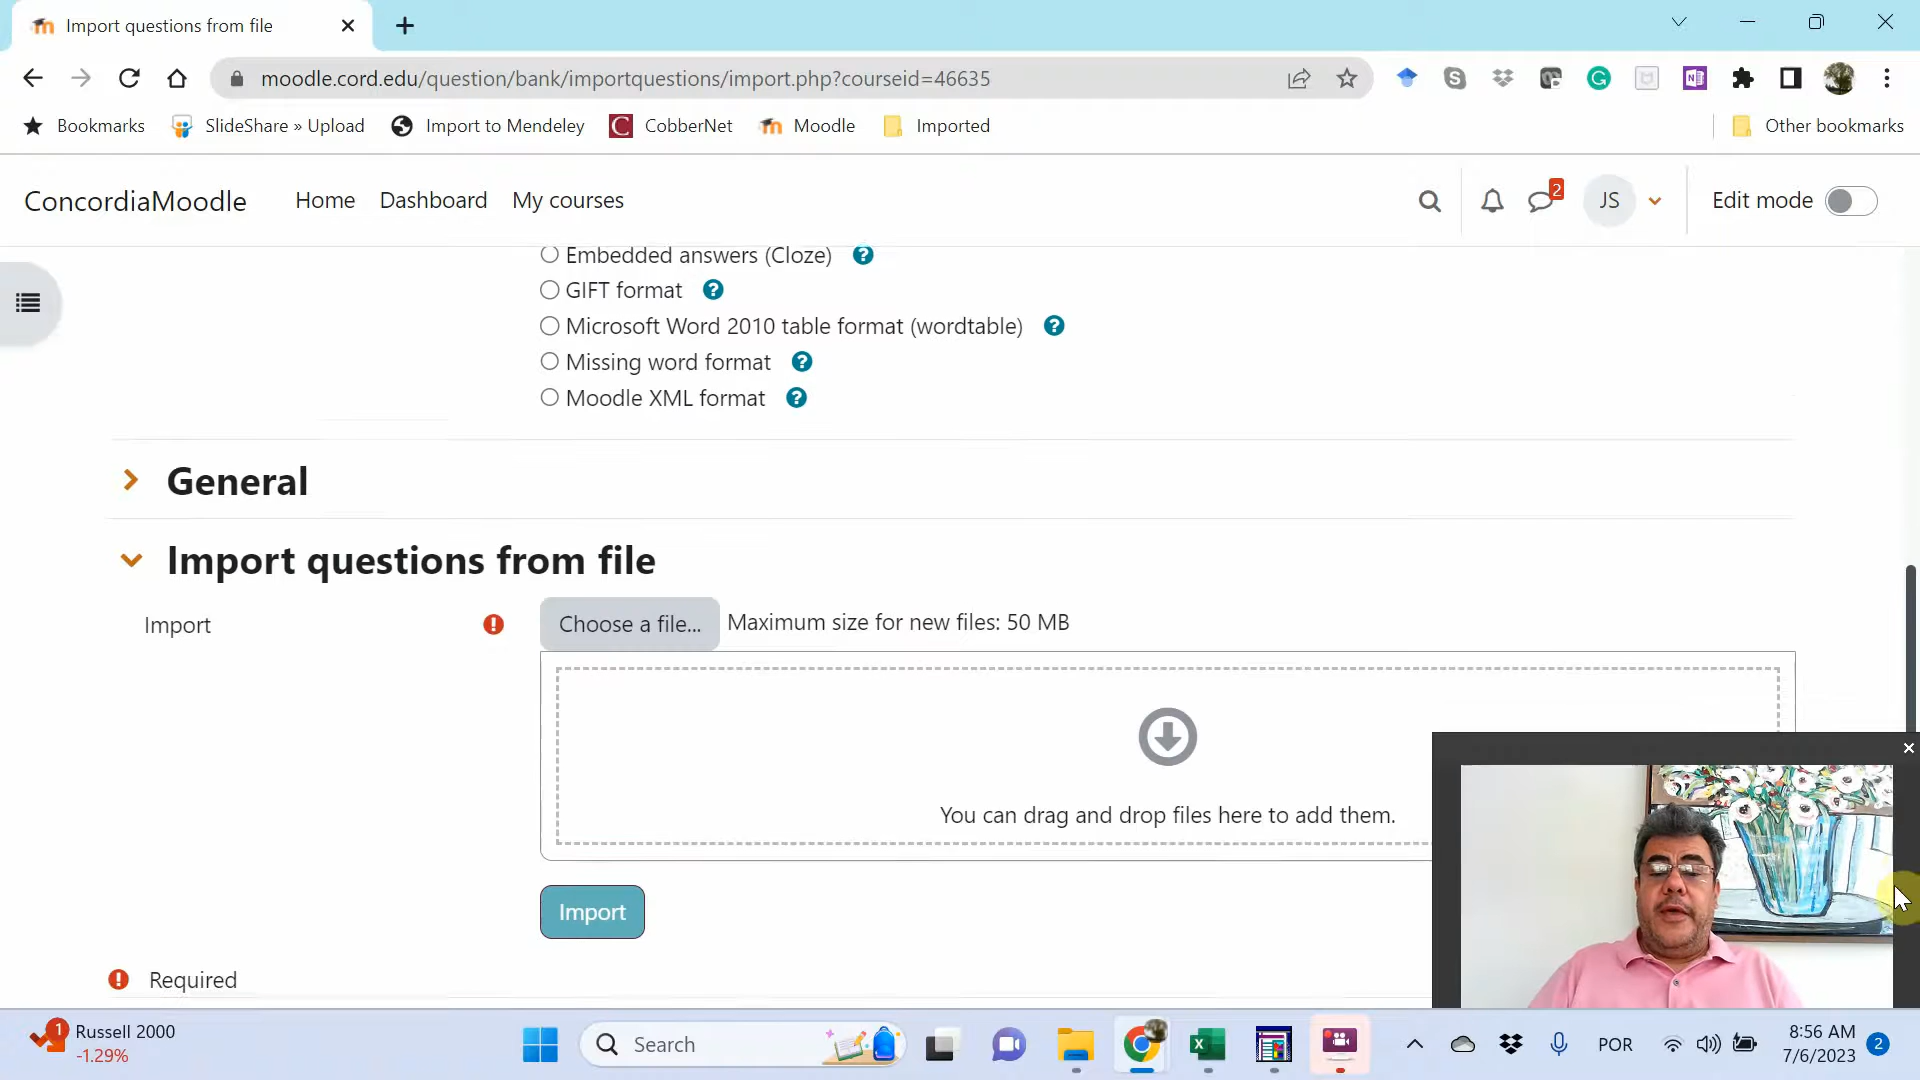 Import questions from file
moodle.cord.edu/question/bank/importquestions/import.php?courseid=46635
Bookmarks
SlideShare » Upload
Import to Mendeley
CobberNet
Moodle
Imported
Other bookmarks
ConcordiaMoodle
Home
Dashboard
My courses
2
JS
Edit mode
Embedded answers (Cloze)
GIFT format
Microsoft Word 2010 table format (wordtable)
Missing word format
Moodle XML format
General
Import questions from file
Import
Choose a file...
Maximum size for new files: 50 MB
You can drag and drop files here to add them.
Import
Required
1
Russell 2000
-1.29%
Search
POR
8:56 AM
7/6/2023
2